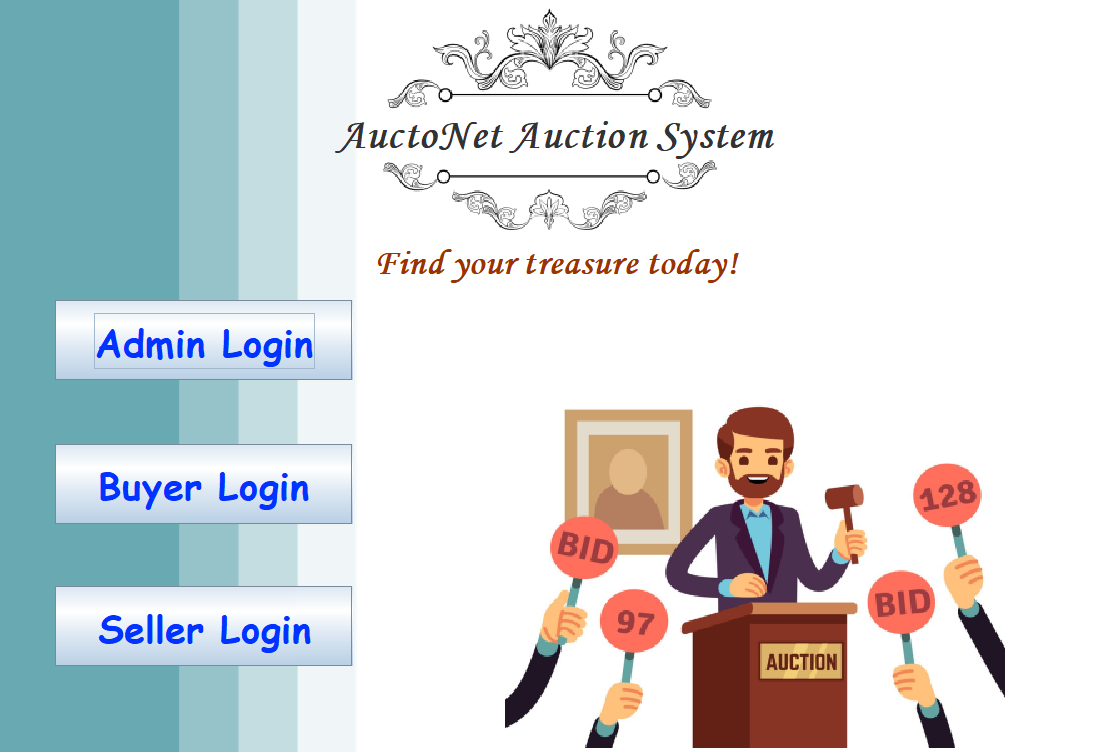 AuctoNet Auction System
Find your treasure today!
Admin Login
Buyer Login
Seller Login
128
BID
BID
97
AUCTION